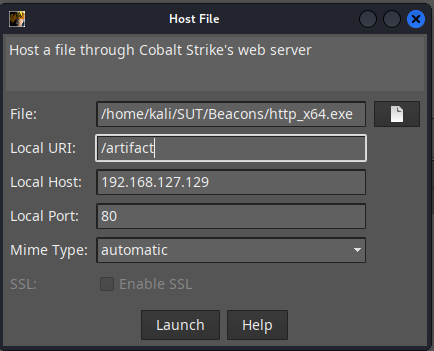 Host File
Host a file through Cobalt Strike's web server
File: /home/kali/SUT/Beacons/http_x64.exe
Local URI: /artifact
Local Host: 192.168.127.129
Local Port: 80
Mime Type: automatic
SSL: Enable SSL
Launch Help